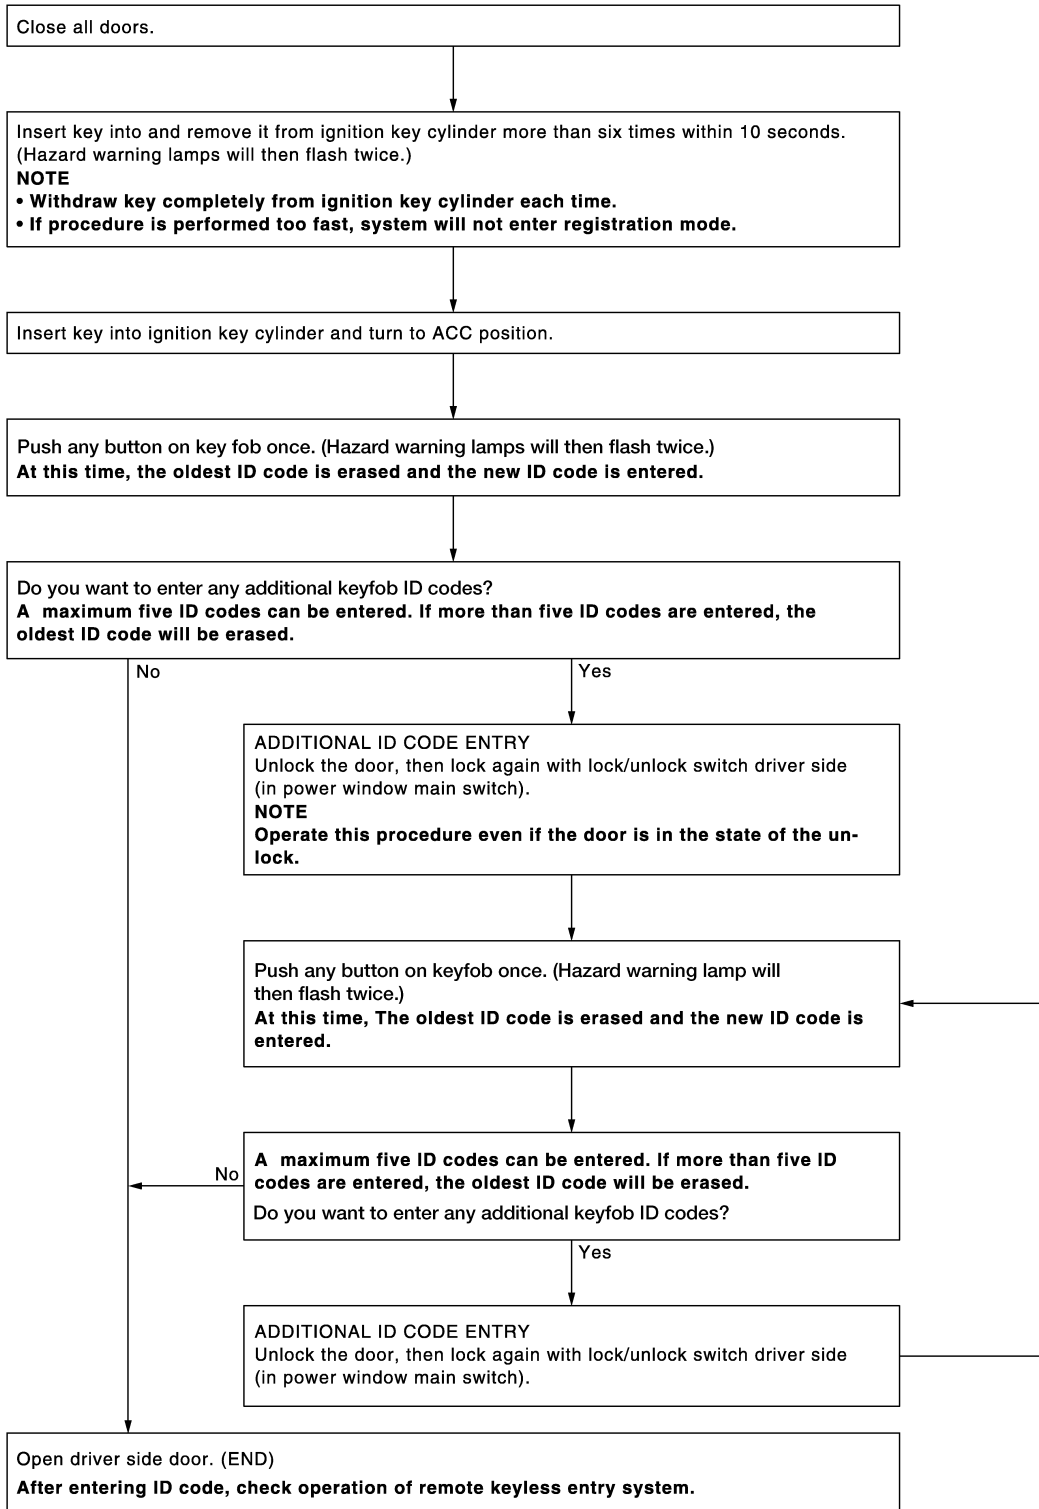 Close all doors.
Insert key into and remove it from ignition key cylinder more than six times within 10 seconds.
(Hazard warning lamps will then flash twice.)
NOTE
• Withdraw key completely from ignition key cylinder each time.
• If procedure is performed too fast, system will not enter registration mode.
Insert key into ignition key cylinder and turn to ACC position.
Push any button on key fob once. (Hazard warning lamps will then flash twice.)
At this time, the oldest ID code is erased and the new ID code is entered.
Do you want to enter any additional keyfob ID codes?
A maximum five ID codes can be entered. If more than five ID codes are entered, the
oldest ID code will be erased.
No
Yes
ADDITIONAL ID CODE ENTRY
Unlock the door, then lock again with lock/unlock switch driver side
(in power window main switch).
NOTE
Operate this procedure even if the door is in the state of the un-
lock.
Push any button on keyfob once. (Hazard warning lamp will
then flash twice.)
At this time, The oldest ID code is erased and the new ID code is
entered.
No
A maximum five ID codes can be entered. If more than five ID
codes are entered, the oldest ID code will be erased.
Do you want to enter any additional keyfob ID codes?
Yes
ADDITIONAL ID CODE ENTRY
Unlock the door, then lock again with lock/unlock switch driver side
(in power window main switch).
Open driver side door. (END)
After entering ID code, check operation of remote keyless entry system.